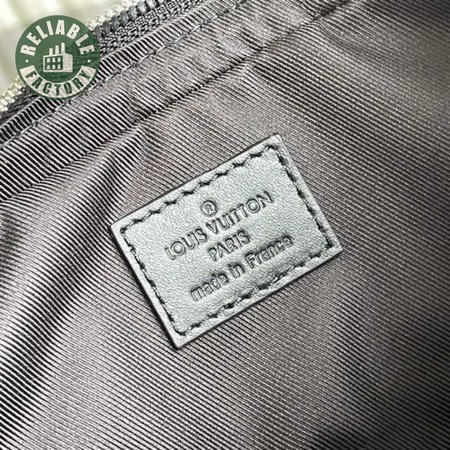 RELIABLE
FACTORY
®
LOUIS VUITTON
PARIS
made in France